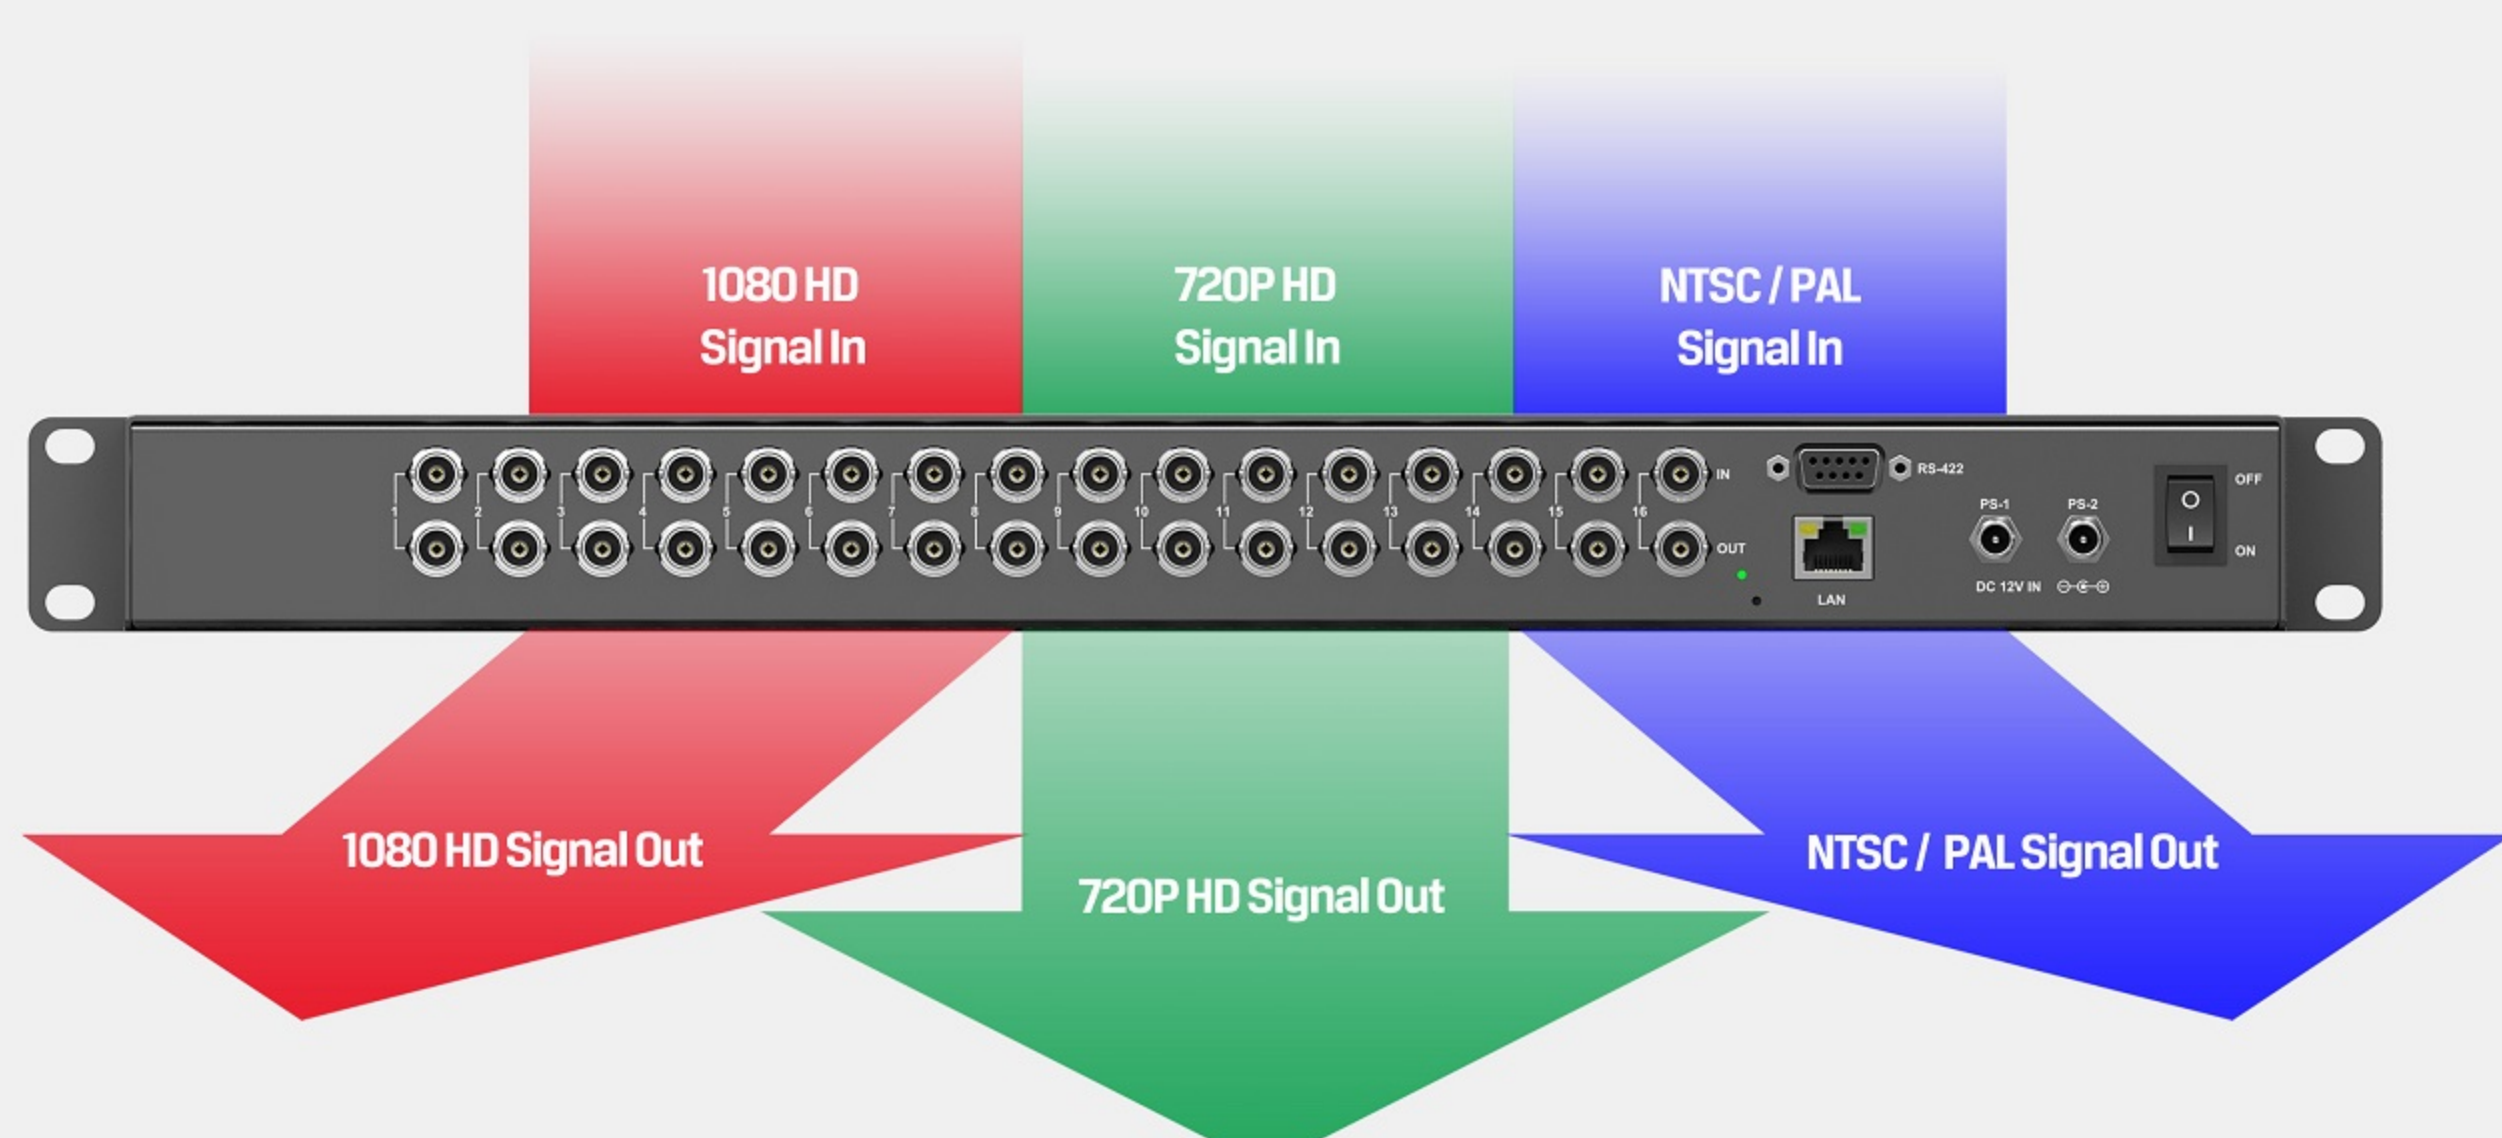 1080 HD
Signal In
720P HD
Signal In
NTSC / PAL
Signal In
1 2 3 4 5 6 7 8 9 10 11 12 13 14 15 16
IN
OUT
RS-422
LAN
PS-1
PS-2
DC 12V IN
OFF
ON
1080 HD Signal Out
720P HD Signal Out
NTSC / PAL Signal Out